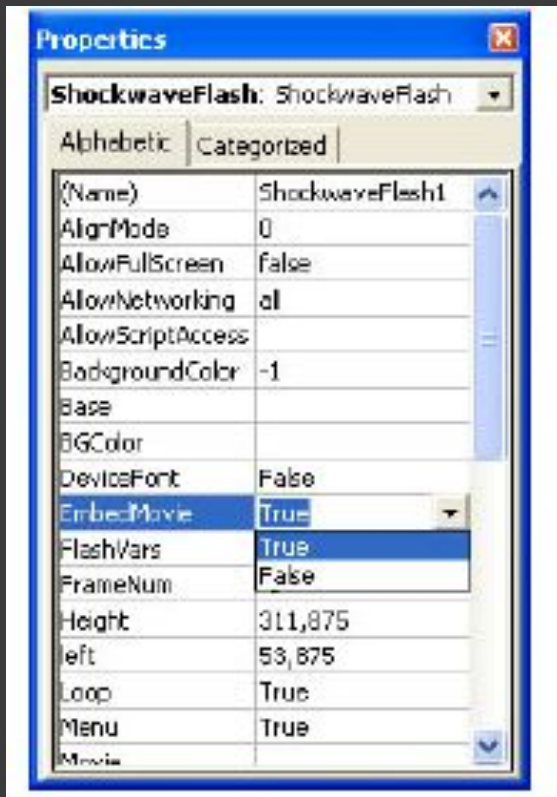 Properties
ShockwaveFlash: ShockwaveFlash
Alphabetic Categorized
(Name) ShockwaveFlash1
AlignMode 0
AllowFullScreen false
AllowNetworking all
AllowScriptAccess
BackgroundColor -1
Base
BGColor
DeviceFont False
EmbedMovie True
FlashVars True
FrameNum False
Height 311,875
left 53,875
Loop True
Menu True
Movie